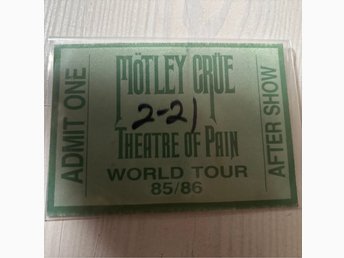 ADMIT ONE
MÖTLEY CRÜE
2-21
THEATRE OF PAIN
WORLD TOUR
85/86
AFTER SHOW